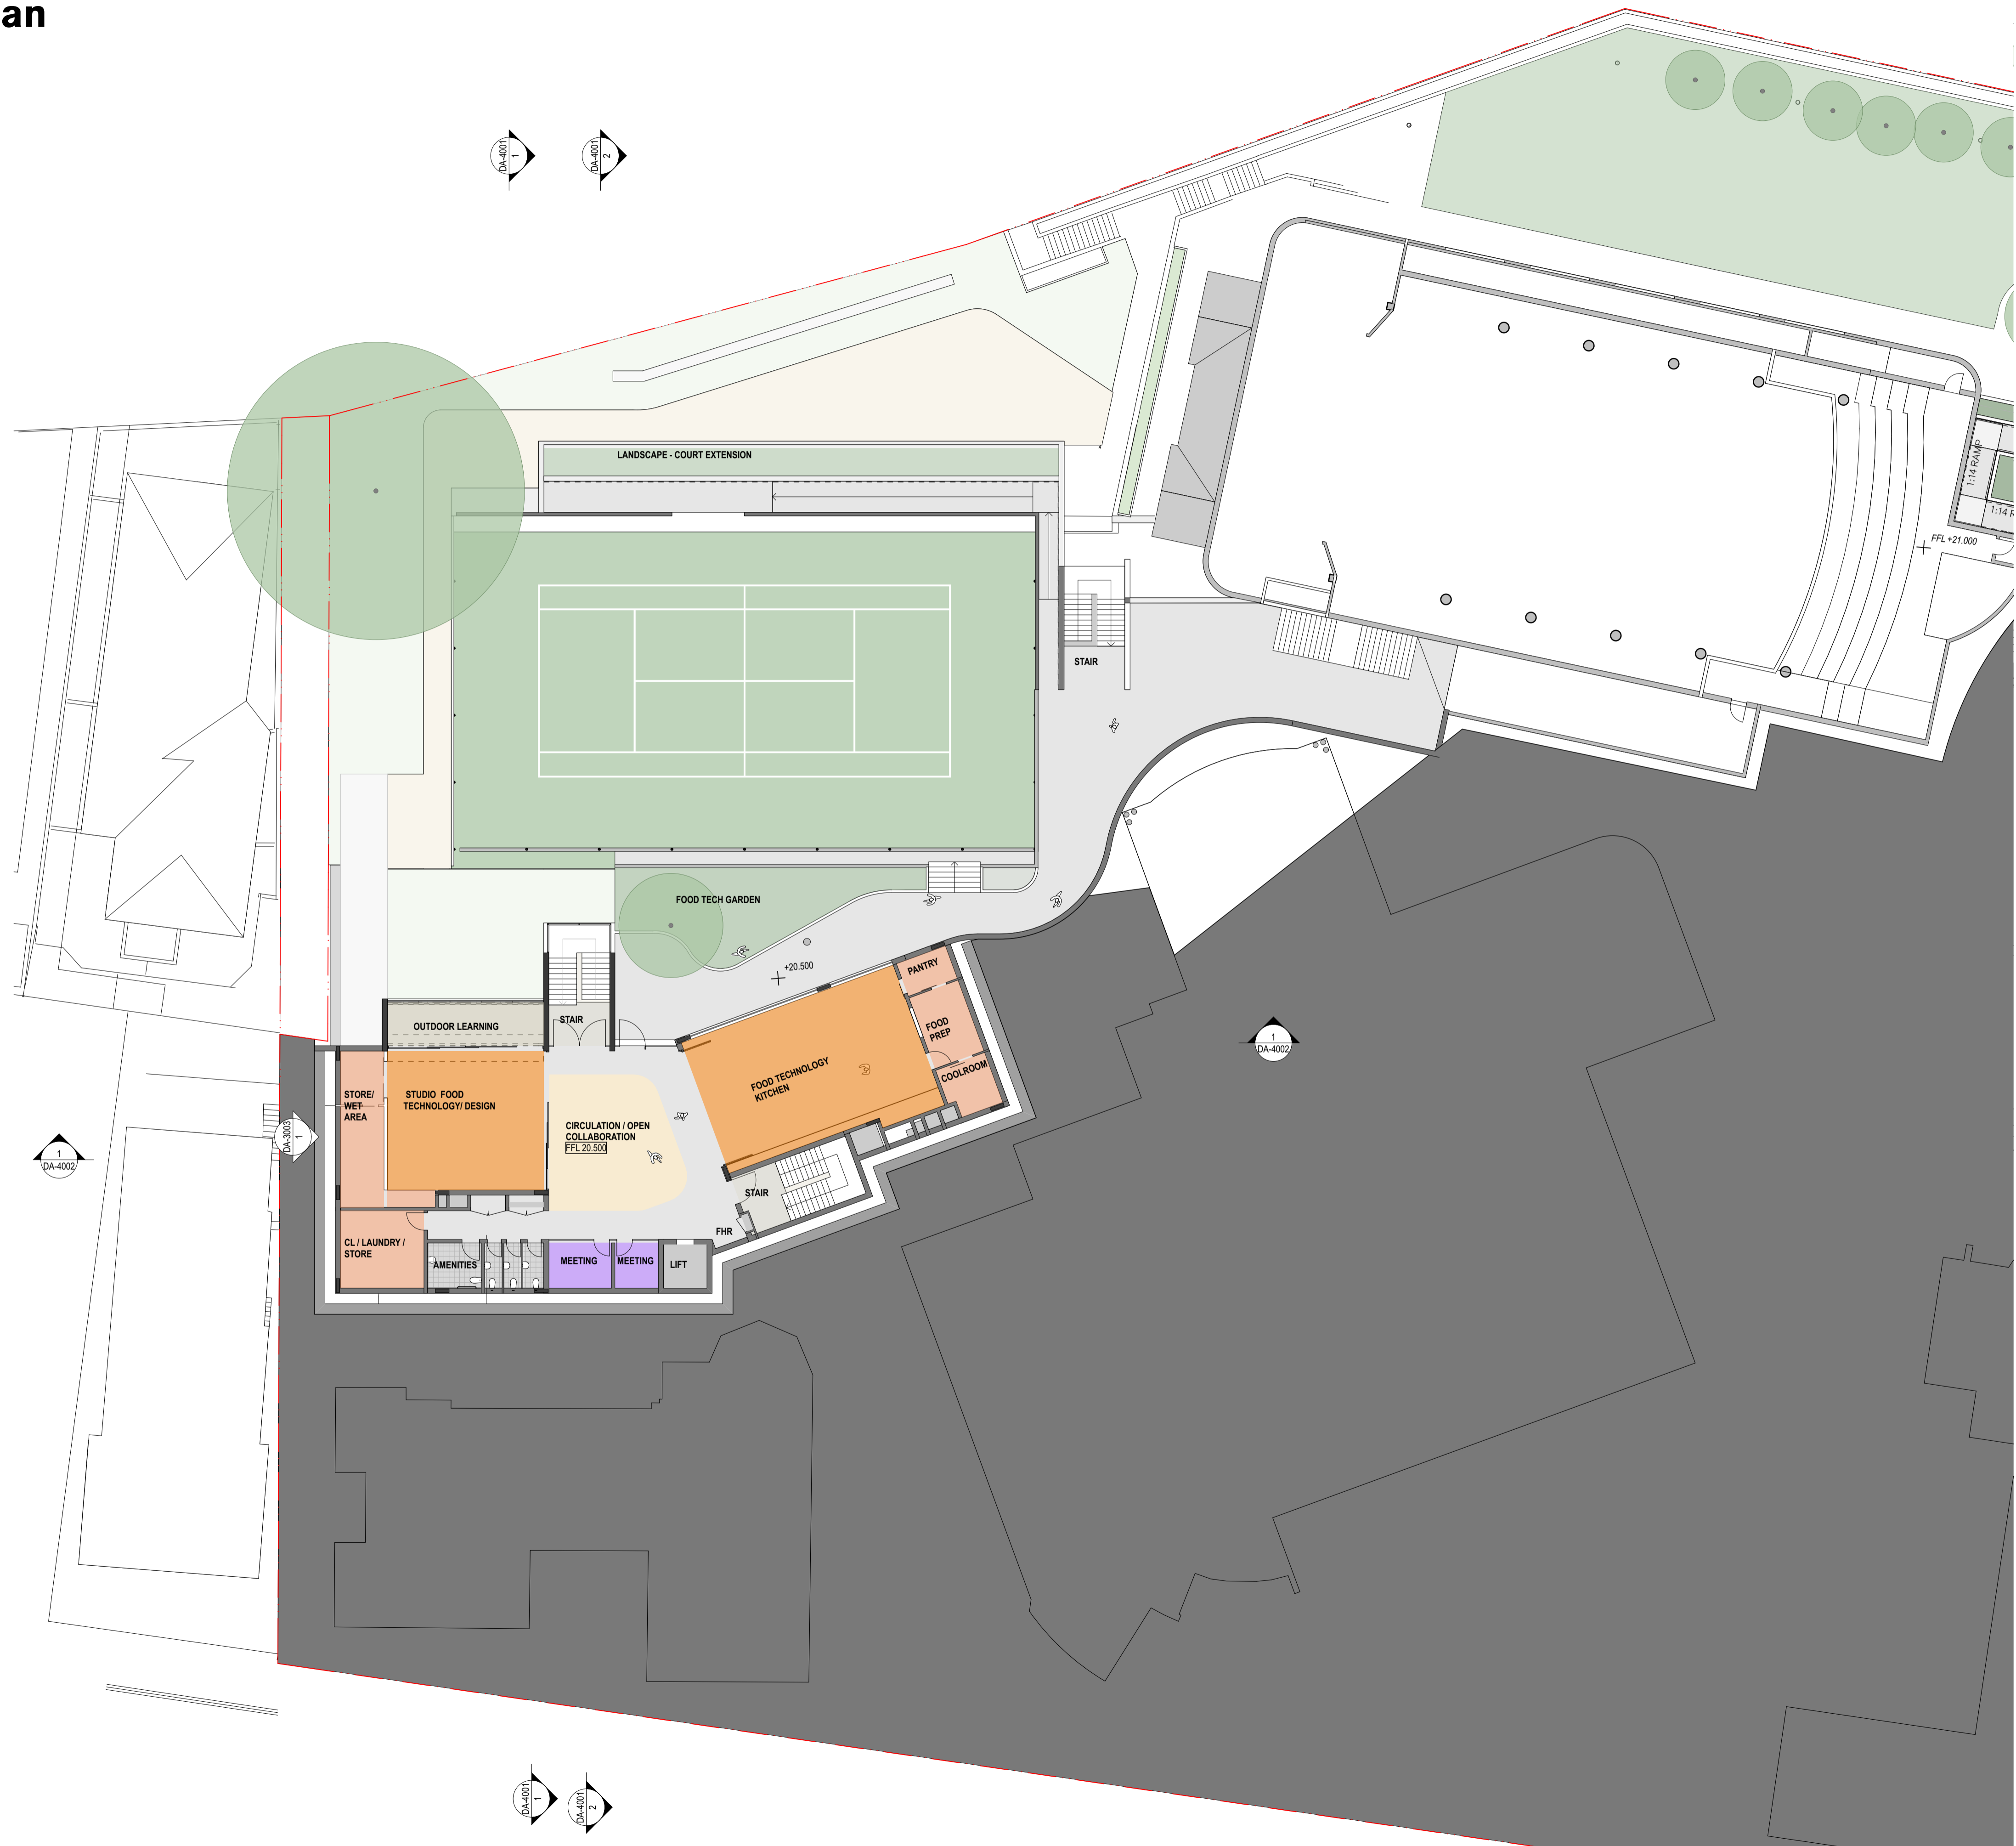 an
DA-4001
1
DA-4001
2
LANDSCAPE - COURT EXTENSION
1:14 RAMP
1:14 R
FFL +21.000
STAIR
FOOD TECH GARDEN
+20.500
PANTRY
FOOD
PREP
COOLROOM
STAIR
OUTDOOR LEARNING
FOOD TECHNOLOGY
KITCHEN
1
DA-4002
STORE/
WET
AREA
STUDIO  FOOD
TECHNOLOGY/ DESIGN
CIRCULATION / OPEN
COLLABORATION
FFL 20.500
DA-3003
1
1
DA-4002
STAIR
FHR
CL / LAUNDRY /
STORE
AMENITIES
MEETING
MEETING
LIFT
DA-4001
1
DA-4001
2